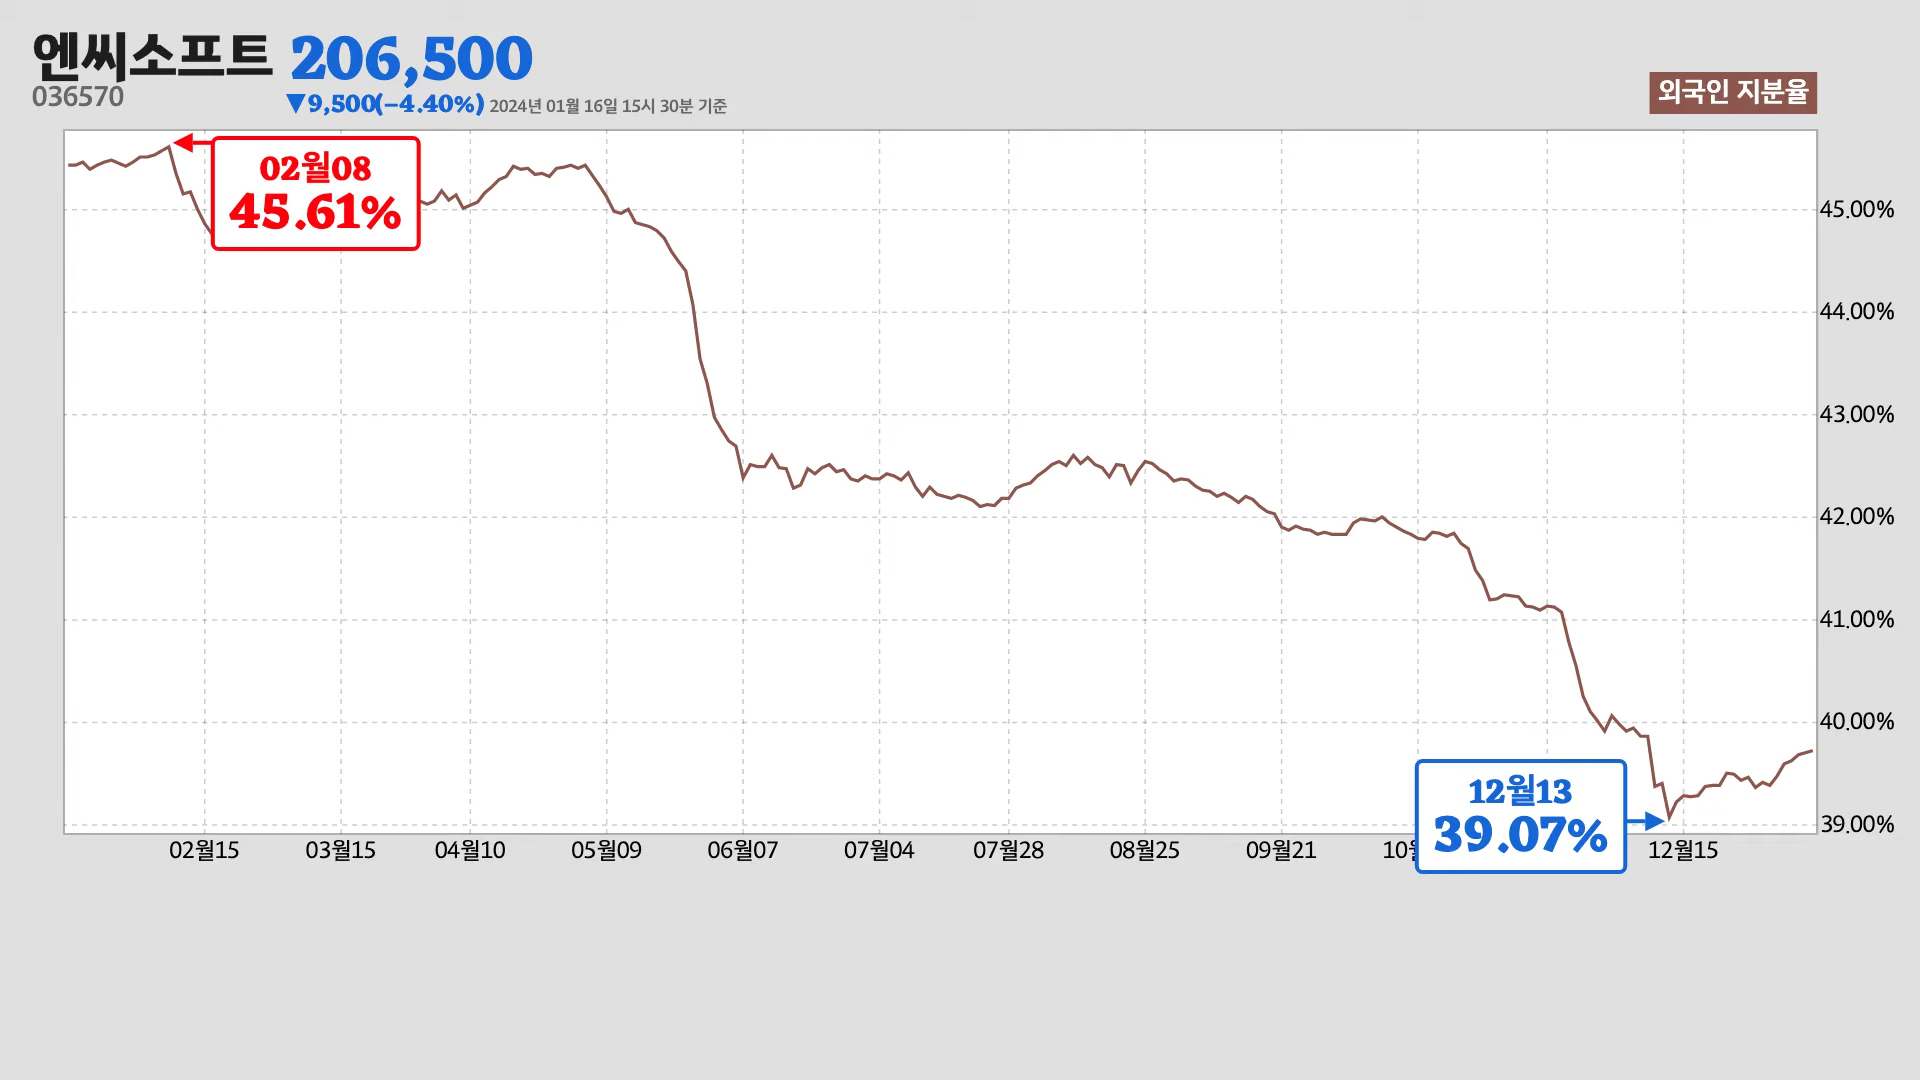 엔씨소프트 206,500
036570
▼9,500(-4.40%) 2024년 01월 16일 15시 30분 기준
외국인 지분율
02월08
45.61%
45.00%
44.00%
43.00%
42.00%
41.00%
40.00%
39.00%
12월13
39.07%
02월15 03월15 04월10 05월09 06월07 07월04 07월28 08월25 09월21 10 12월15